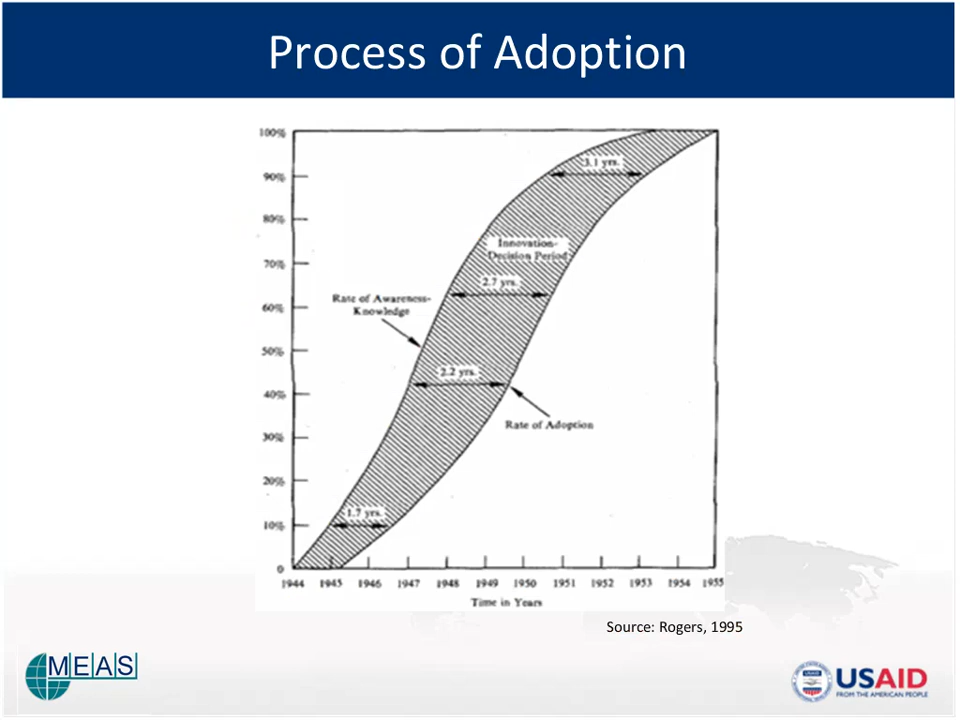 Process of Adoption
100%
90%
80%
70%
60%
50%
40%
30%
20%
10%
0
3.1 yrs.
Innovation-
Decision Period
2.7 yrs.
Rate of Awareness-
Knowledge
2.2 yrs.
Rate of Adoption
1.7 yrs.
1944 1945 1946 1947 1948 1949 1950 1951 1952 1953 1954 1955
Time in Years
Source: Rogers, 1995
MEAS
USAID
FROM THE AMERICAN PEOPLE